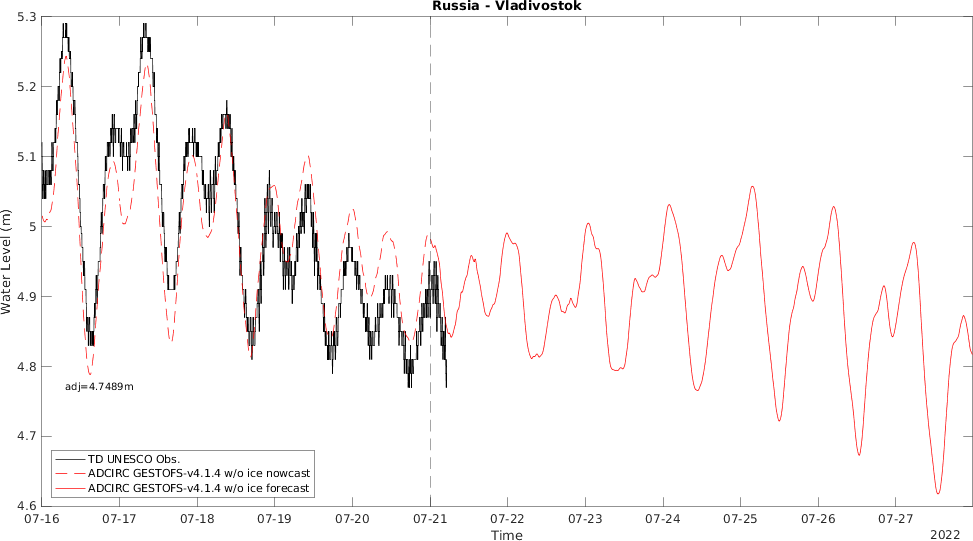 Russia - Vladivostok
5.3
5.2
5.1
5
4.9
4.8
4.7
4.6
Water Level (m)
adj=4.7489m
TD UNESCO Obs.
ADCIRC GESTOFS-v4.1.4 w/o ice nowcast
ADCIRC GESTOFS-v4.1.4 w/o ice forecast
07-16 07-17 07-18 07-19 07-20 07-21 07-22 07-23 07-24 07-25 07-26 07-27
Time
2022